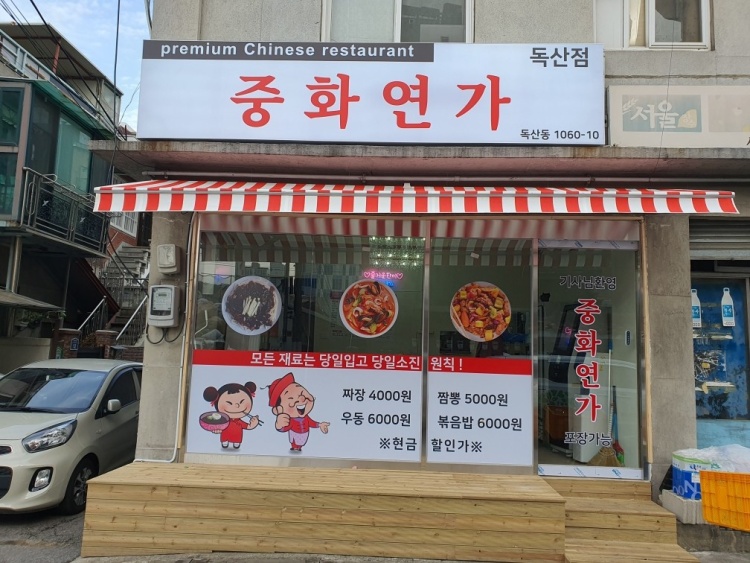 premium Chinese restaurant
독산점
중화연가
독산동 1060-10
서울
기사님환영
중화연가
포장가능
모든 재료는 당일입고 당일소진 원칙 !
짜장 4000원 짬뽕 5000원
우동 6000원 볶음밥 6000원
※현금 할인가※